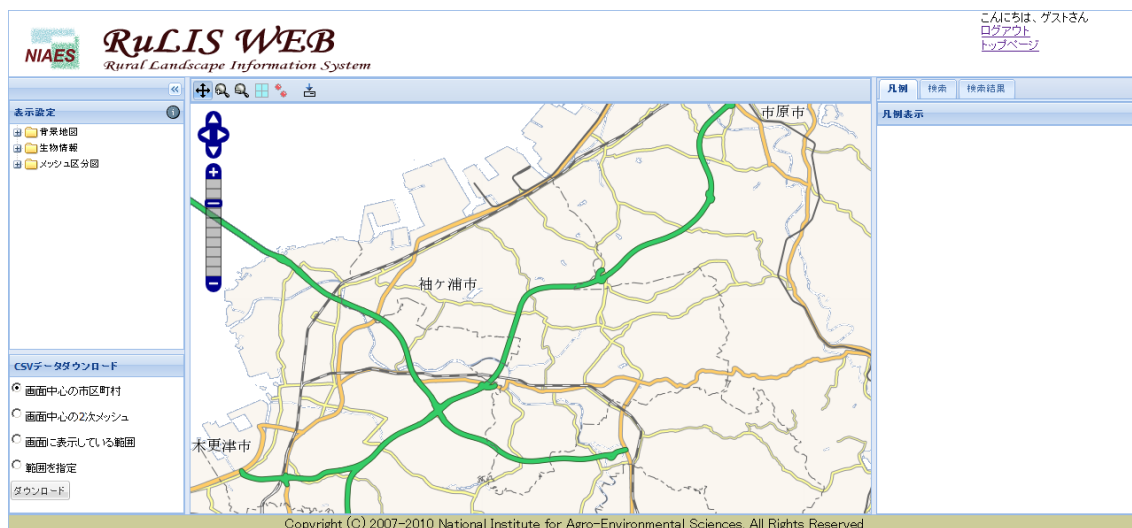 NIAES
RuLIS WEB
Rural Landscape Information System
こんにちは、ゲストさん
ログアウト
トップページ
表示設定
背景地図
生物情報
メッシュ区分図
CSVデータダウンロード
画面中心の市区町村
画面中心の2次メッシュ
画面に表示している範囲
範囲を指定
ダウンロード
市原市
袖ケ浦市
木更津市
凡例
検索
検索結果
凡例表示
Copyright (C) 2007-2010 National Institute for Agro-Environmental Sciences. All Rights Reserved